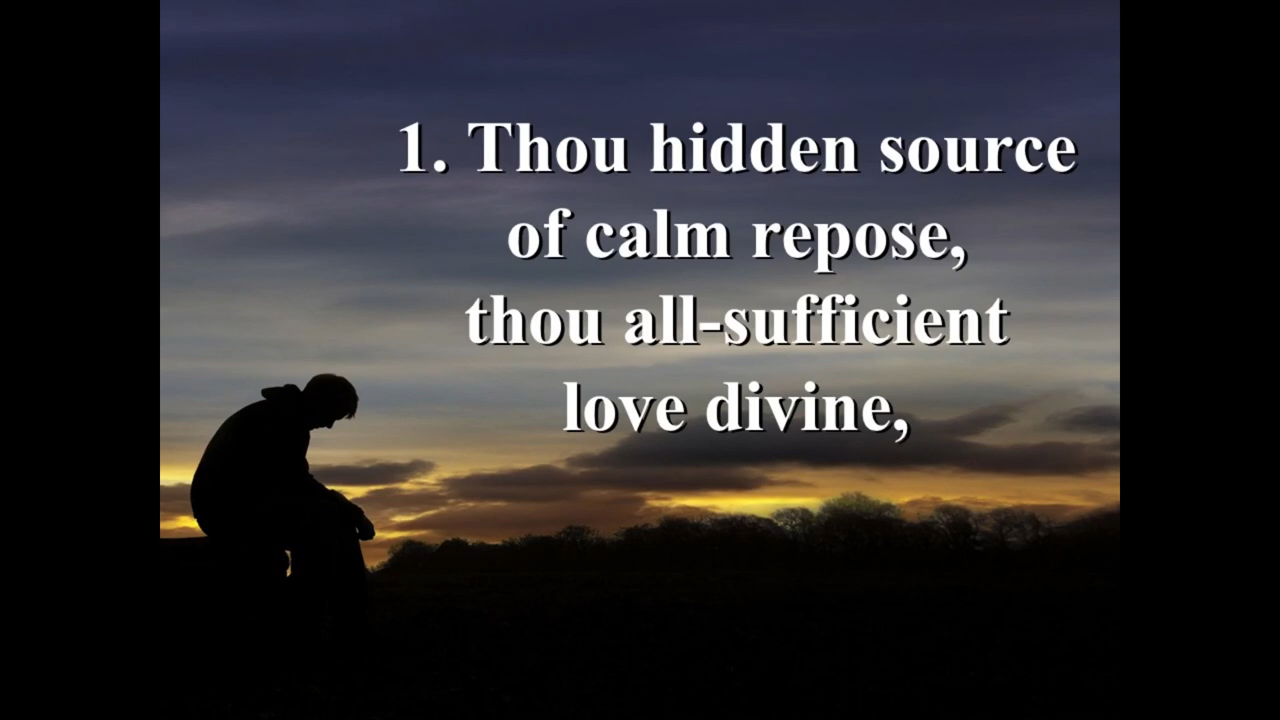 1. Thou hidden source
of calm repose,
thou all-sufficient
love divine,